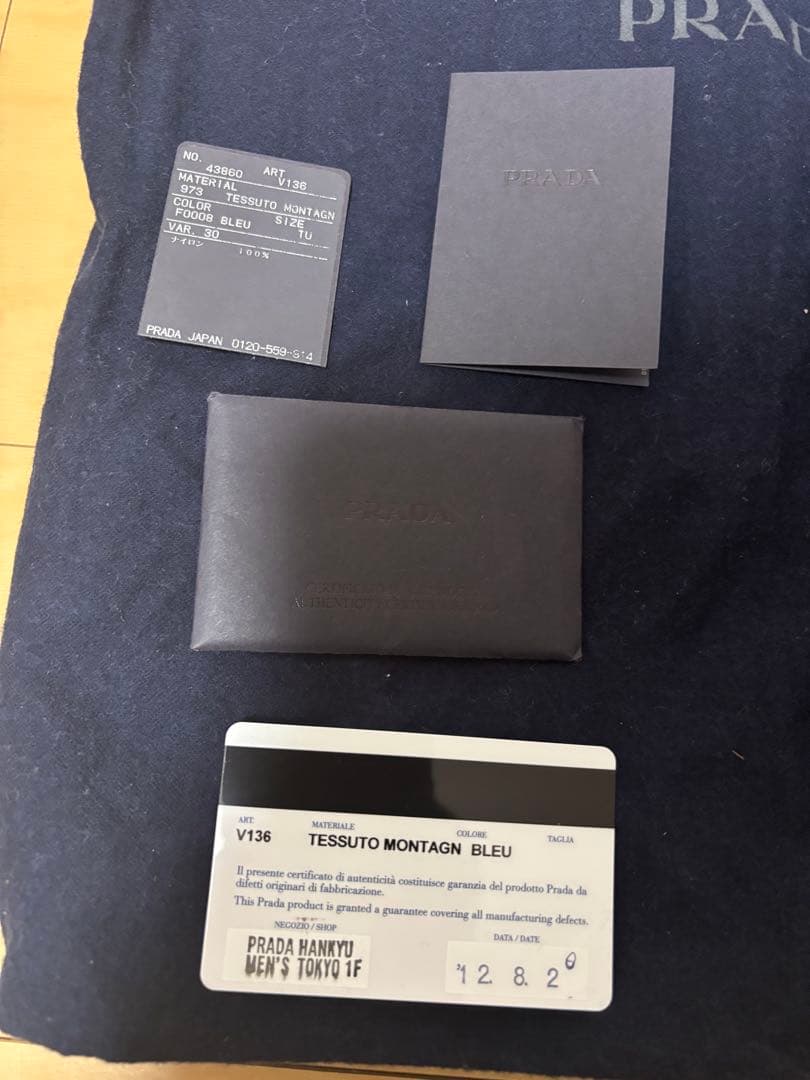 PRADA
NO. 43860 ART V136
MATERIAL
973 TESSUTO MONTAGN
COLOR SIZE
F0008 BLEU TU
VAR. 30
ナイロン 100%
PRADA JAPAN 0120-559-914
PRADA
PRADA
ART. MATERIALE COLORE TAGLIA
V136 TESSUTO MONTAGN BLEU
Il presente certificato di autenticità costituisce garanzia del prodotto Prada da
difetti originari di fabbricazione.
This Prada product is granted a guarantee covering all manufacturing defects.
NEGOZIO / SHOP DATA / DATE
PRADA HANKYU
MEN'S TOKYO 1F
'12. 8. 2